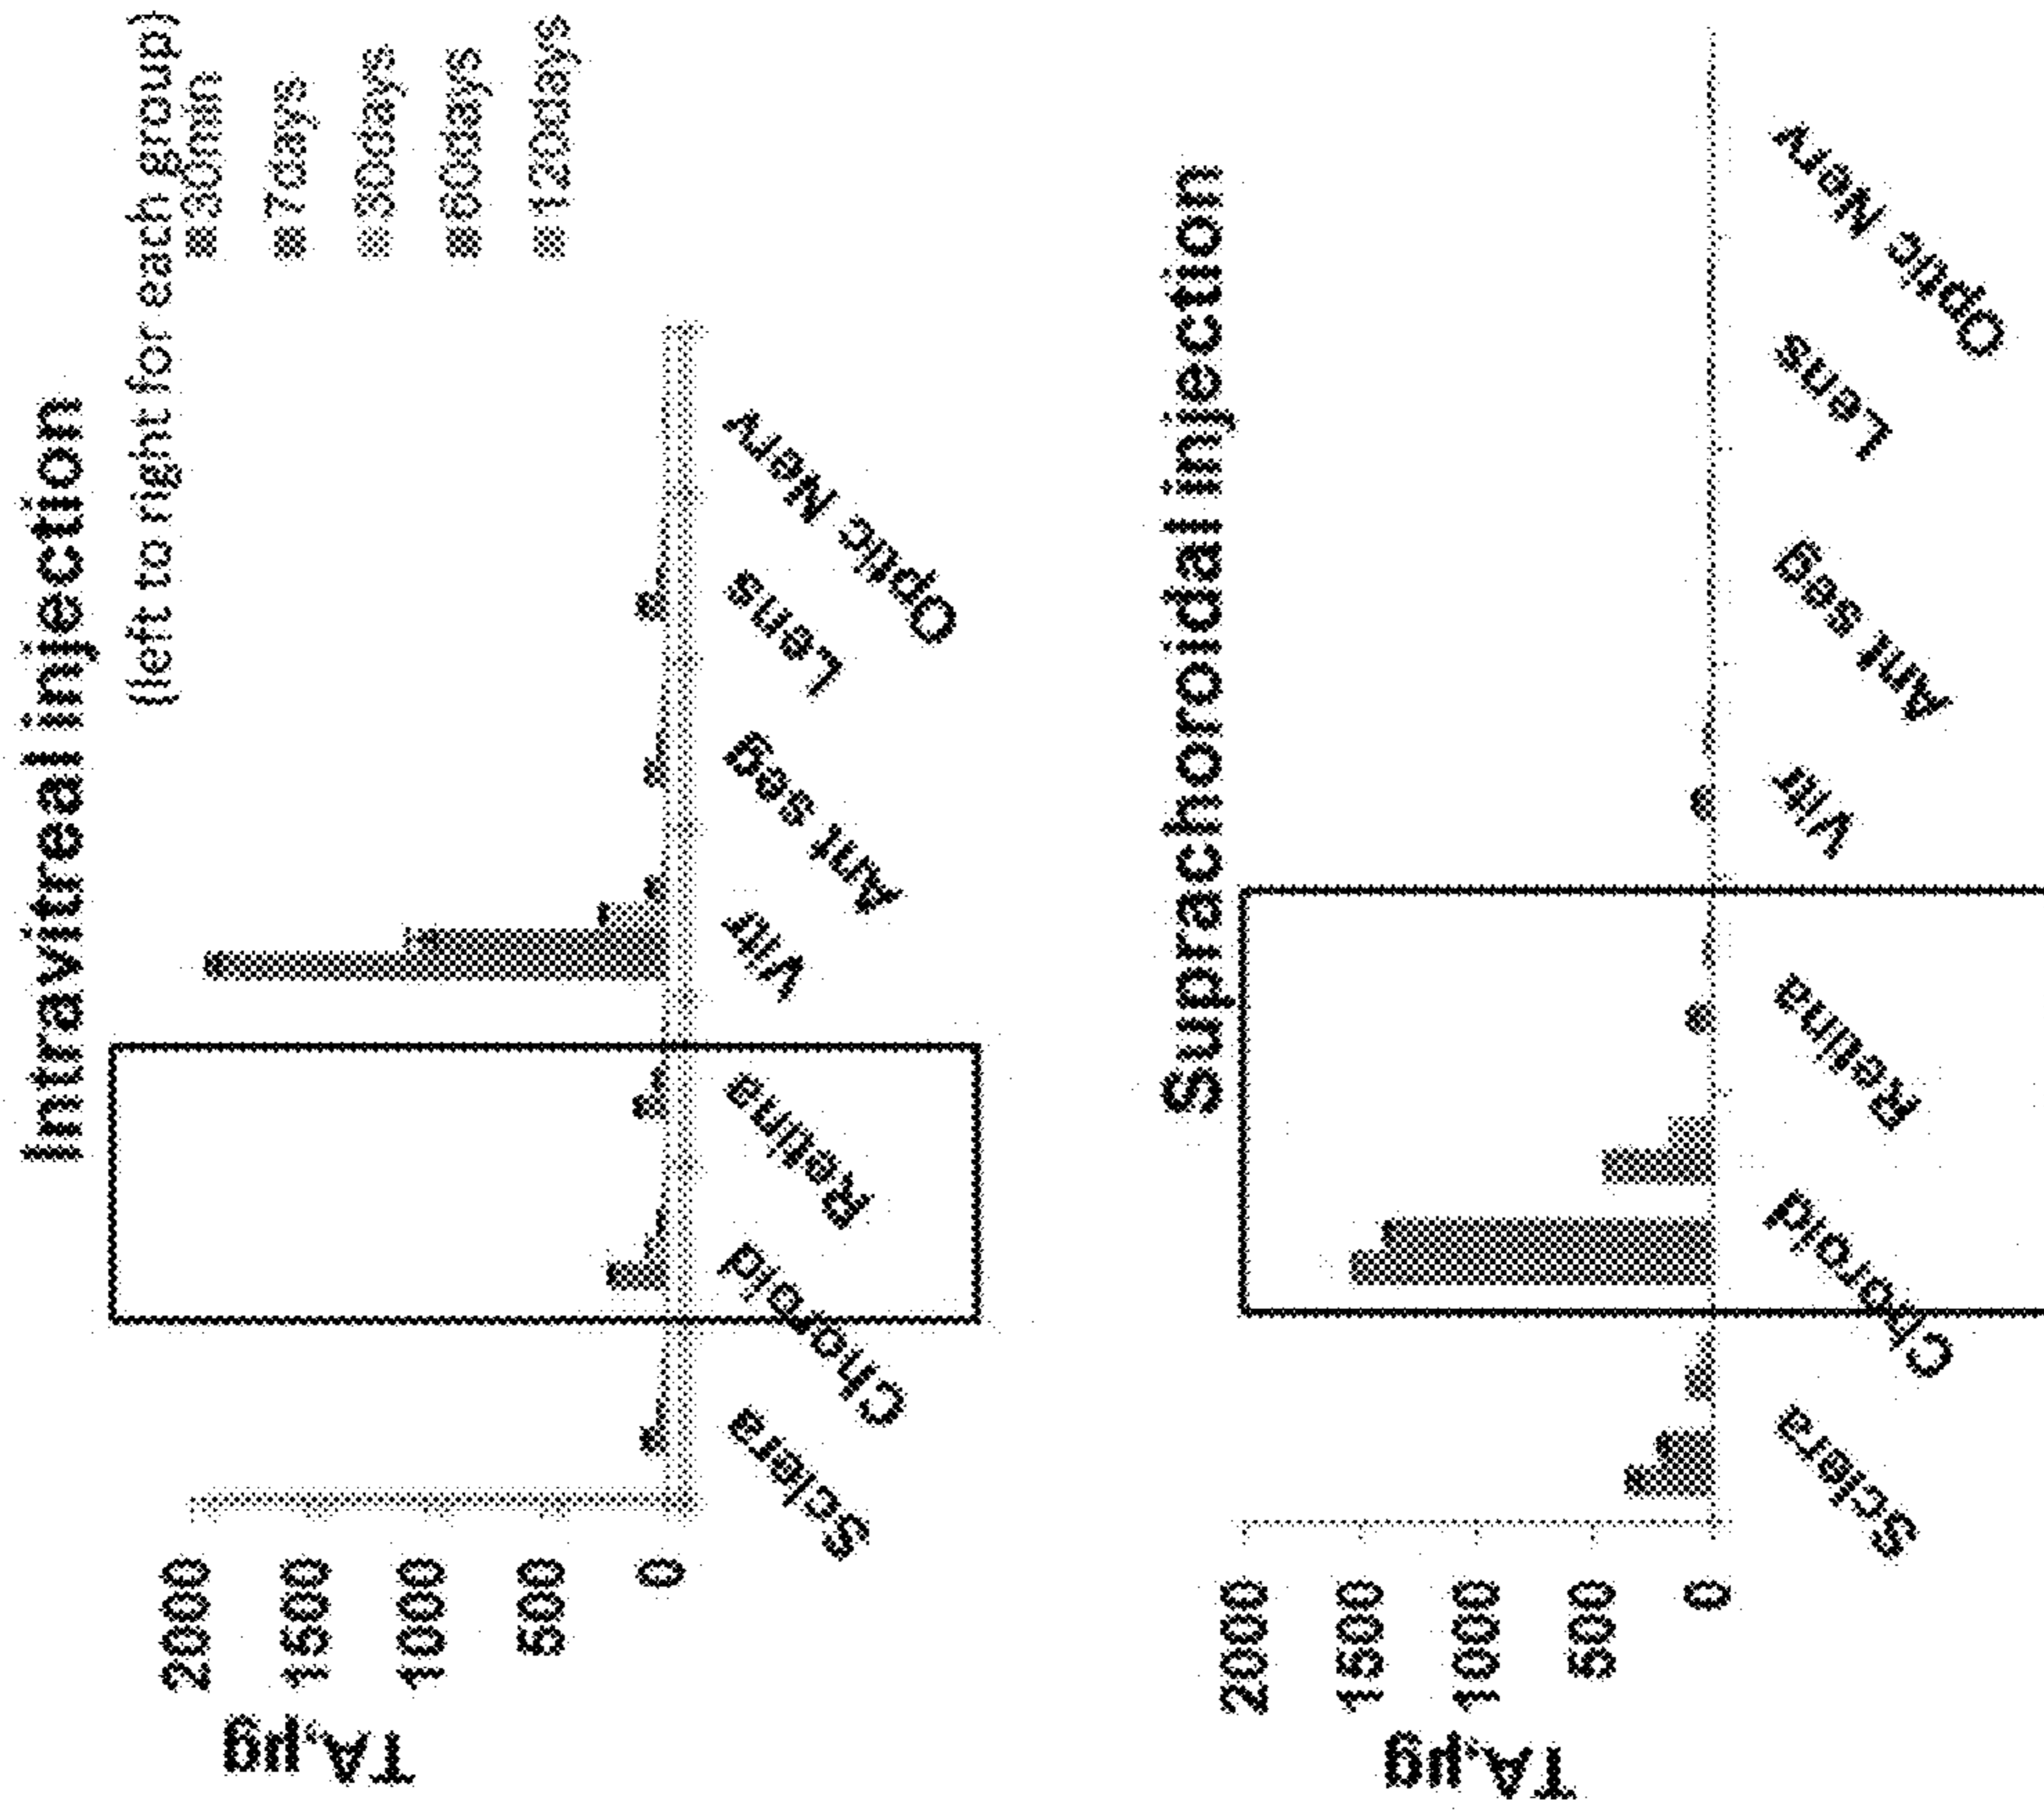 Intravitreal injection
(left to right for each group)
30min
7days
30days
60days
120days
TA,µg
2000
1500
1000
500
0
Sclera
Choroid
Retina
Vitr
Ant seg
Lens
Optic Nerv
Suprachoroidal injection
TA,µg
2000
1500
1000
500
0
Sclera
Choroid
Retina
Vitr
Ant seg
Lens
Optic Nerv